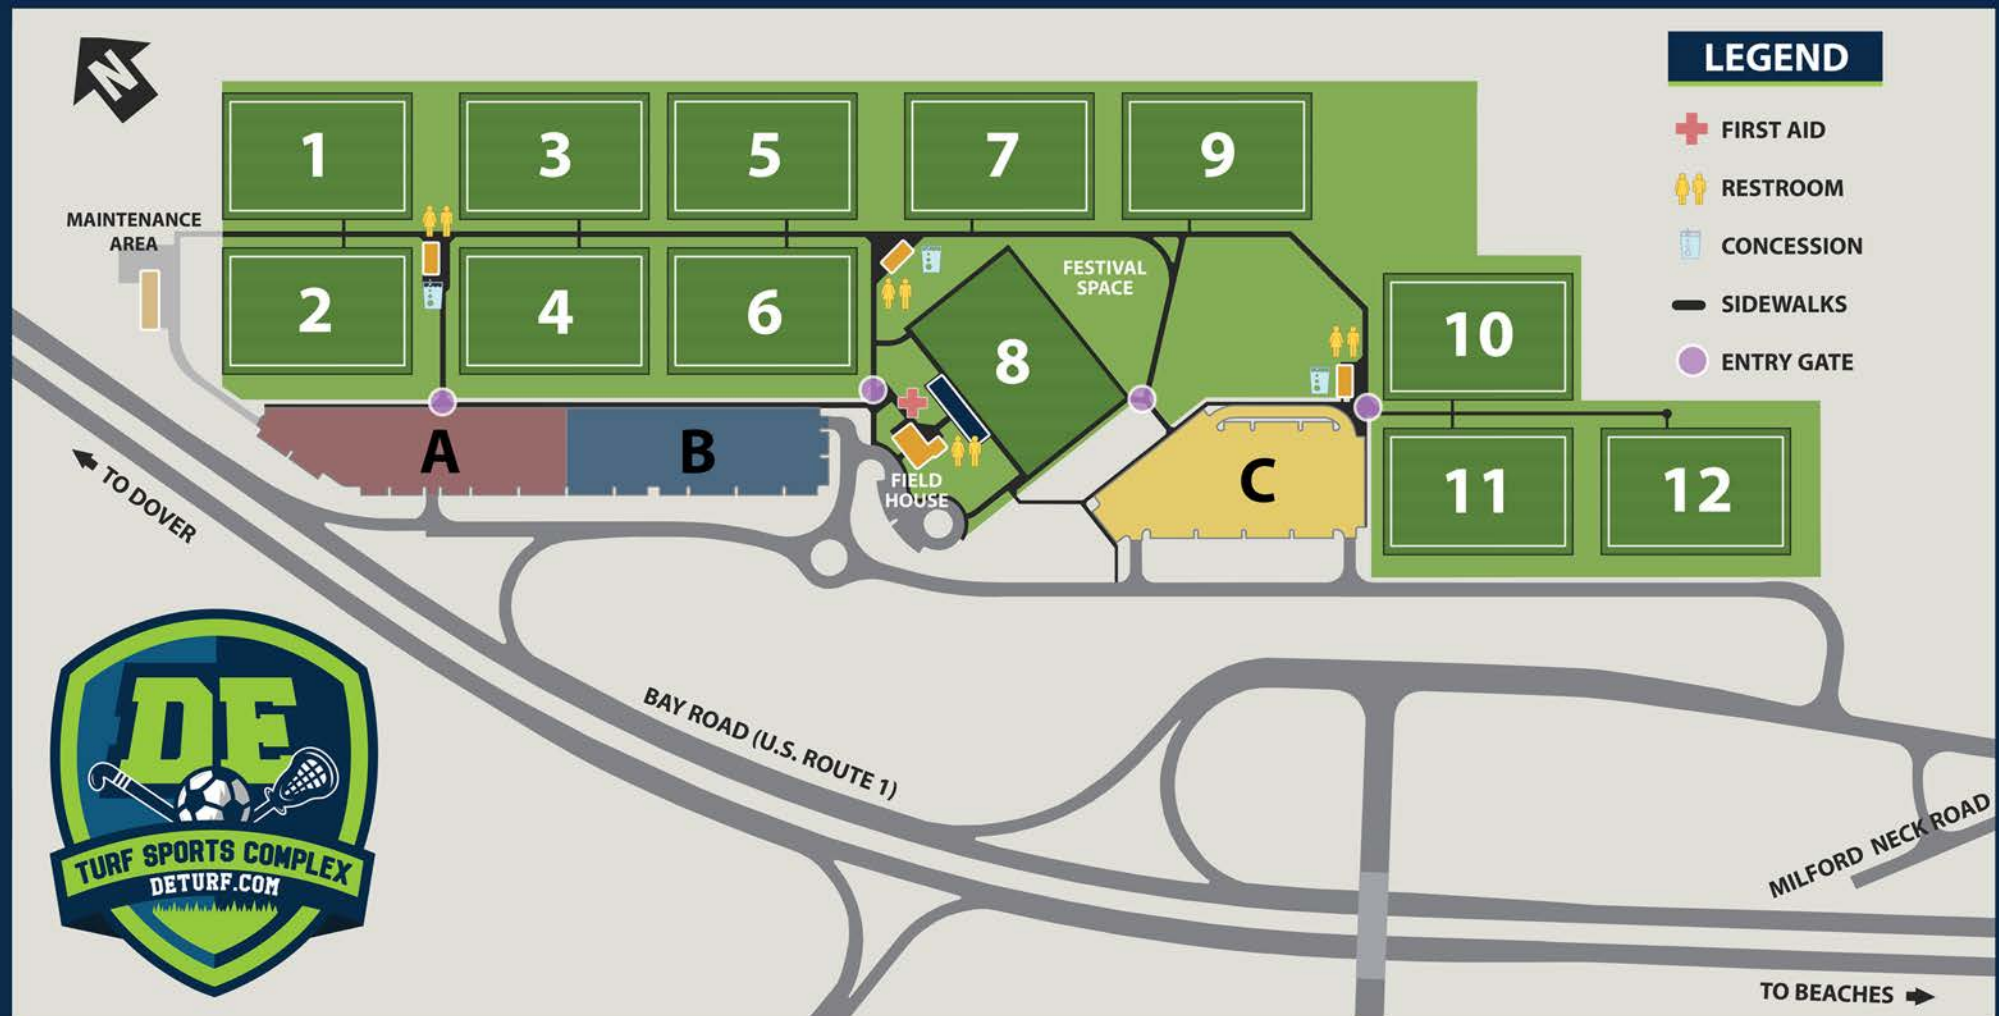 N
LEGEND
FIRST AID
RESTROOM
CONCESSION
SIDEWALKS
ENTRY GATE
1
3
5
7
9
MAINTENANCE
AREA
2
4
6
8
FESTIVAL
SPACE
10
11
12
A
B
C
FIELD
HOUSE
TO DOVER
BAY ROAD (U.S. ROUTE 1)
MILFORD NECK ROAD
TO BEACHES
DE
TURF SPORTS COMPLEX
DETURF.COM